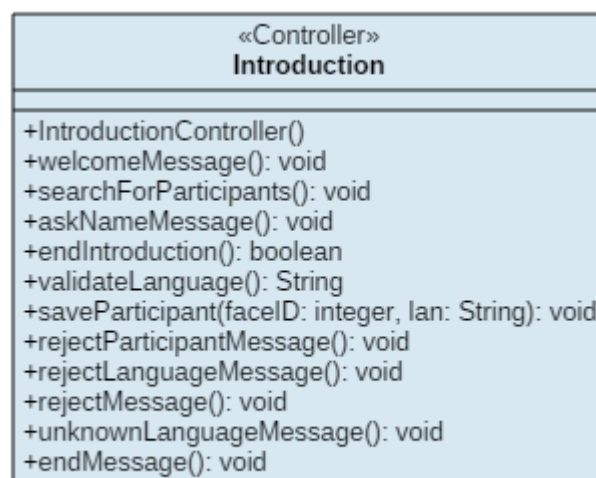 «Controller»
Introduction
+IntroductionController()
+welcomeMessage(): void
+searchForParticipants(): void
+askNameMessage(): void
+endIntroduction(): boolean
+validateLanguage(): String
+saveParticipant(faceID: integer, lan: String): void
+rejectParticipantMessage(): void
+rejectLanguageMessage(): void
+rejectMessage(): void
+unknownLanguageMessage(): void
+endMessage(): void